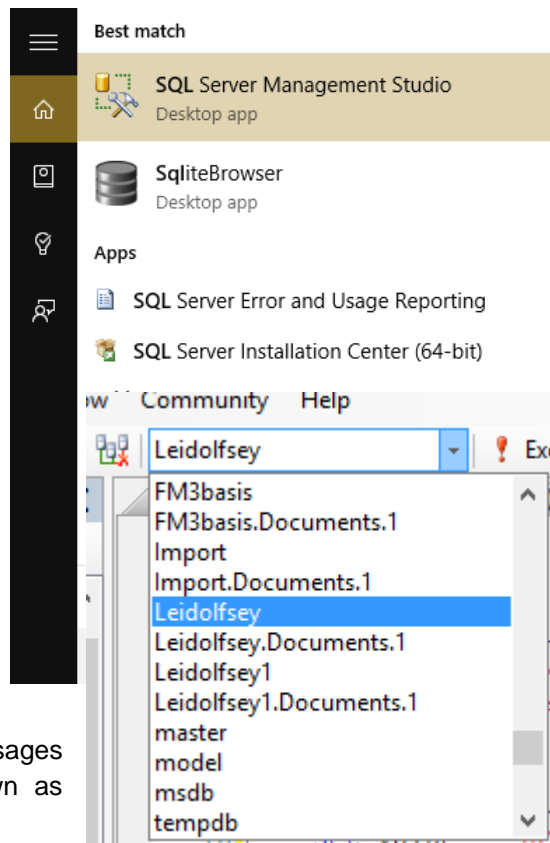 Best match
SQL Server Management Studio
Desktop app
SqliteBrowser
Desktop app
Apps
SQL Server Error and Usage Reporting
SQL Server Installation Center (64-bit)
Community Help
Leidolfsey
FM3basis
FM3basis.Documents.1
Import
Import.Documents.1
Leidolfsey
Leidolfsey.Documents.1
Leidolfsey1
Leidolfsey1.Documents.1
master
model
msdb
tempdb
sages
as